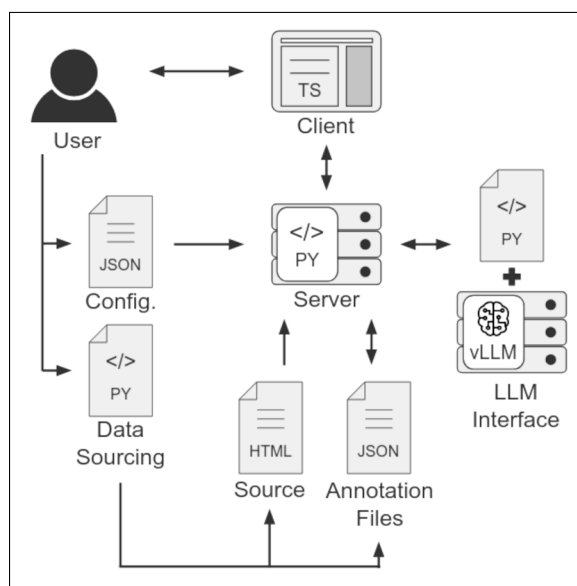 TS
User
Client
</>
PY
JSON
Config.
</>
PY
Server
vLLM
LLM
Interface
</>
PY
Data
Sourcing
HTML
Source
JSON
Annotation
Files